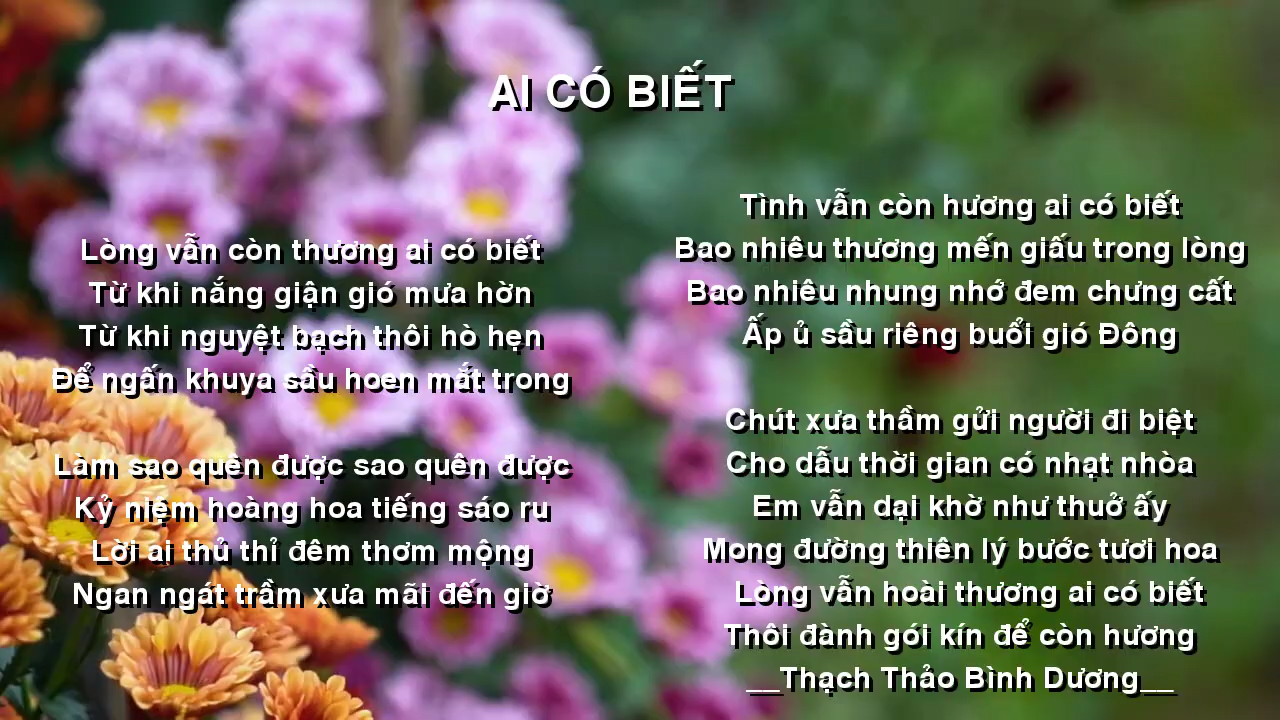 AI CÓ BIẾT
Lòng vẫn còn thương ai có biết
Từ khi nắng giận gió mưa hờn
Từ khi nguyệt bạch thôi hò hẹn
Để ngấn khuya sầu hoen mắt trong
Làm sao quên được sao quên được
Kỷ niệm hoàng hoa tiếng sáo ru
Lời ai thủ thỉ đêm thơm mộng
Ngan ngát trầm xưa mãi đến giờ
Tình vẫn còn hương ai có biết
Bao nhiêu thương mến giấu trong lòng
Bao nhiêu nhung nhớ đem chưng cất
Ấp ủ sầu riêng buổi gió Đông
Chút xưa thầm gửi người đi biệt
Cho dẫu thời gian có nhạt nhòa
Em vẫn dại khờ như thuở ấy
Mong đường thiên lý bước tươi hoa
Lòng vẫn hoài thương ai có biết
Thôi đành gói kín để còn hương
__Thạch Thảo Bình Dương__